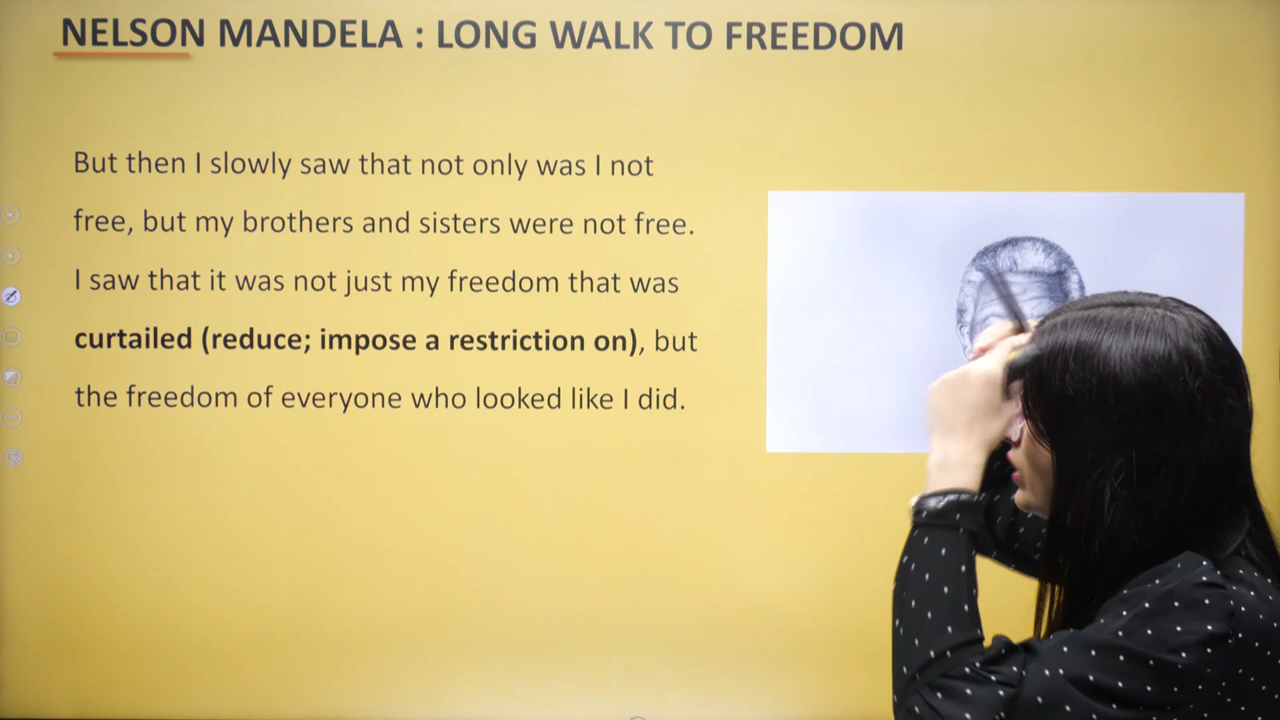 NELSON MANDELA : LONG WALK TO FREEDOM
But then I slowly saw that not only was I not
free, but my brothers and sisters were not free.
I saw that it was not just my freedom that was
curtailed (reduce; impose a restriction on), but
the freedom of everyone who looked like I did.